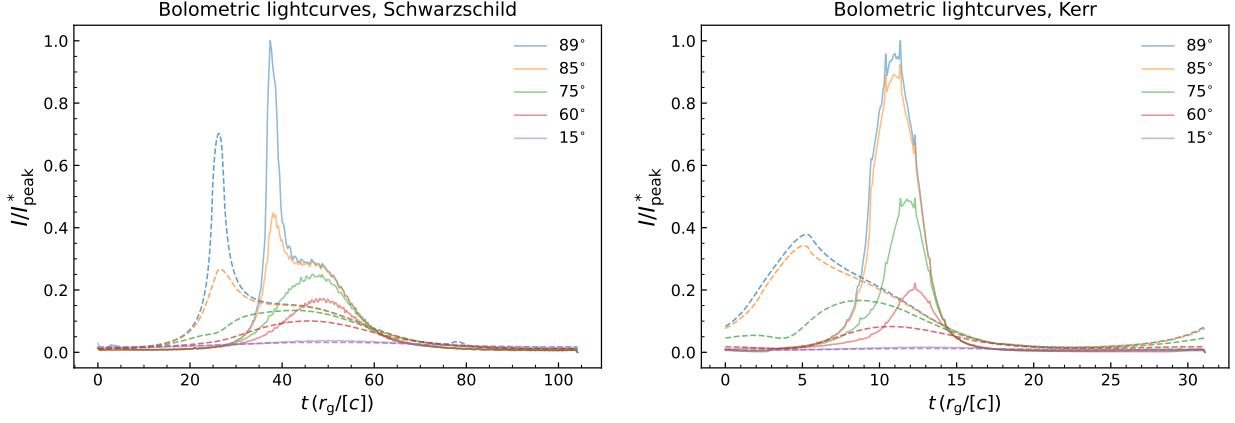 Bolometric lightcurves, Schwarzschild
1.0
0.8
0.6
0.4
0.2
0.0
I/I*peak
89°
85°
75°
60°
15°
0 20 40 60 80 100
t (rg/[c])
Bolometric lightcurves, Kerr
1.0
0.8
0.6
0.4
0.2
0.0
I/I*peak
89°
85°
75°
60°
15°
0 5 10 15 20 25 30
t (rg/[c])